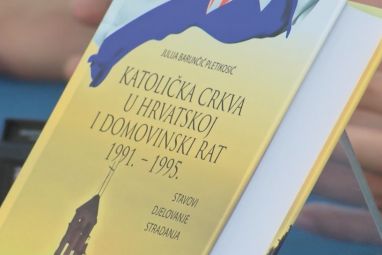 JULIJA BARUNČIĆ PLETIKOSIĆ
KATOLIČKA CRKVA
U HRVATSKOJ
I DOMOVINSKI RAT
1991. – 1995.
STAVOVI
DJELOVANJE
STRADANJA